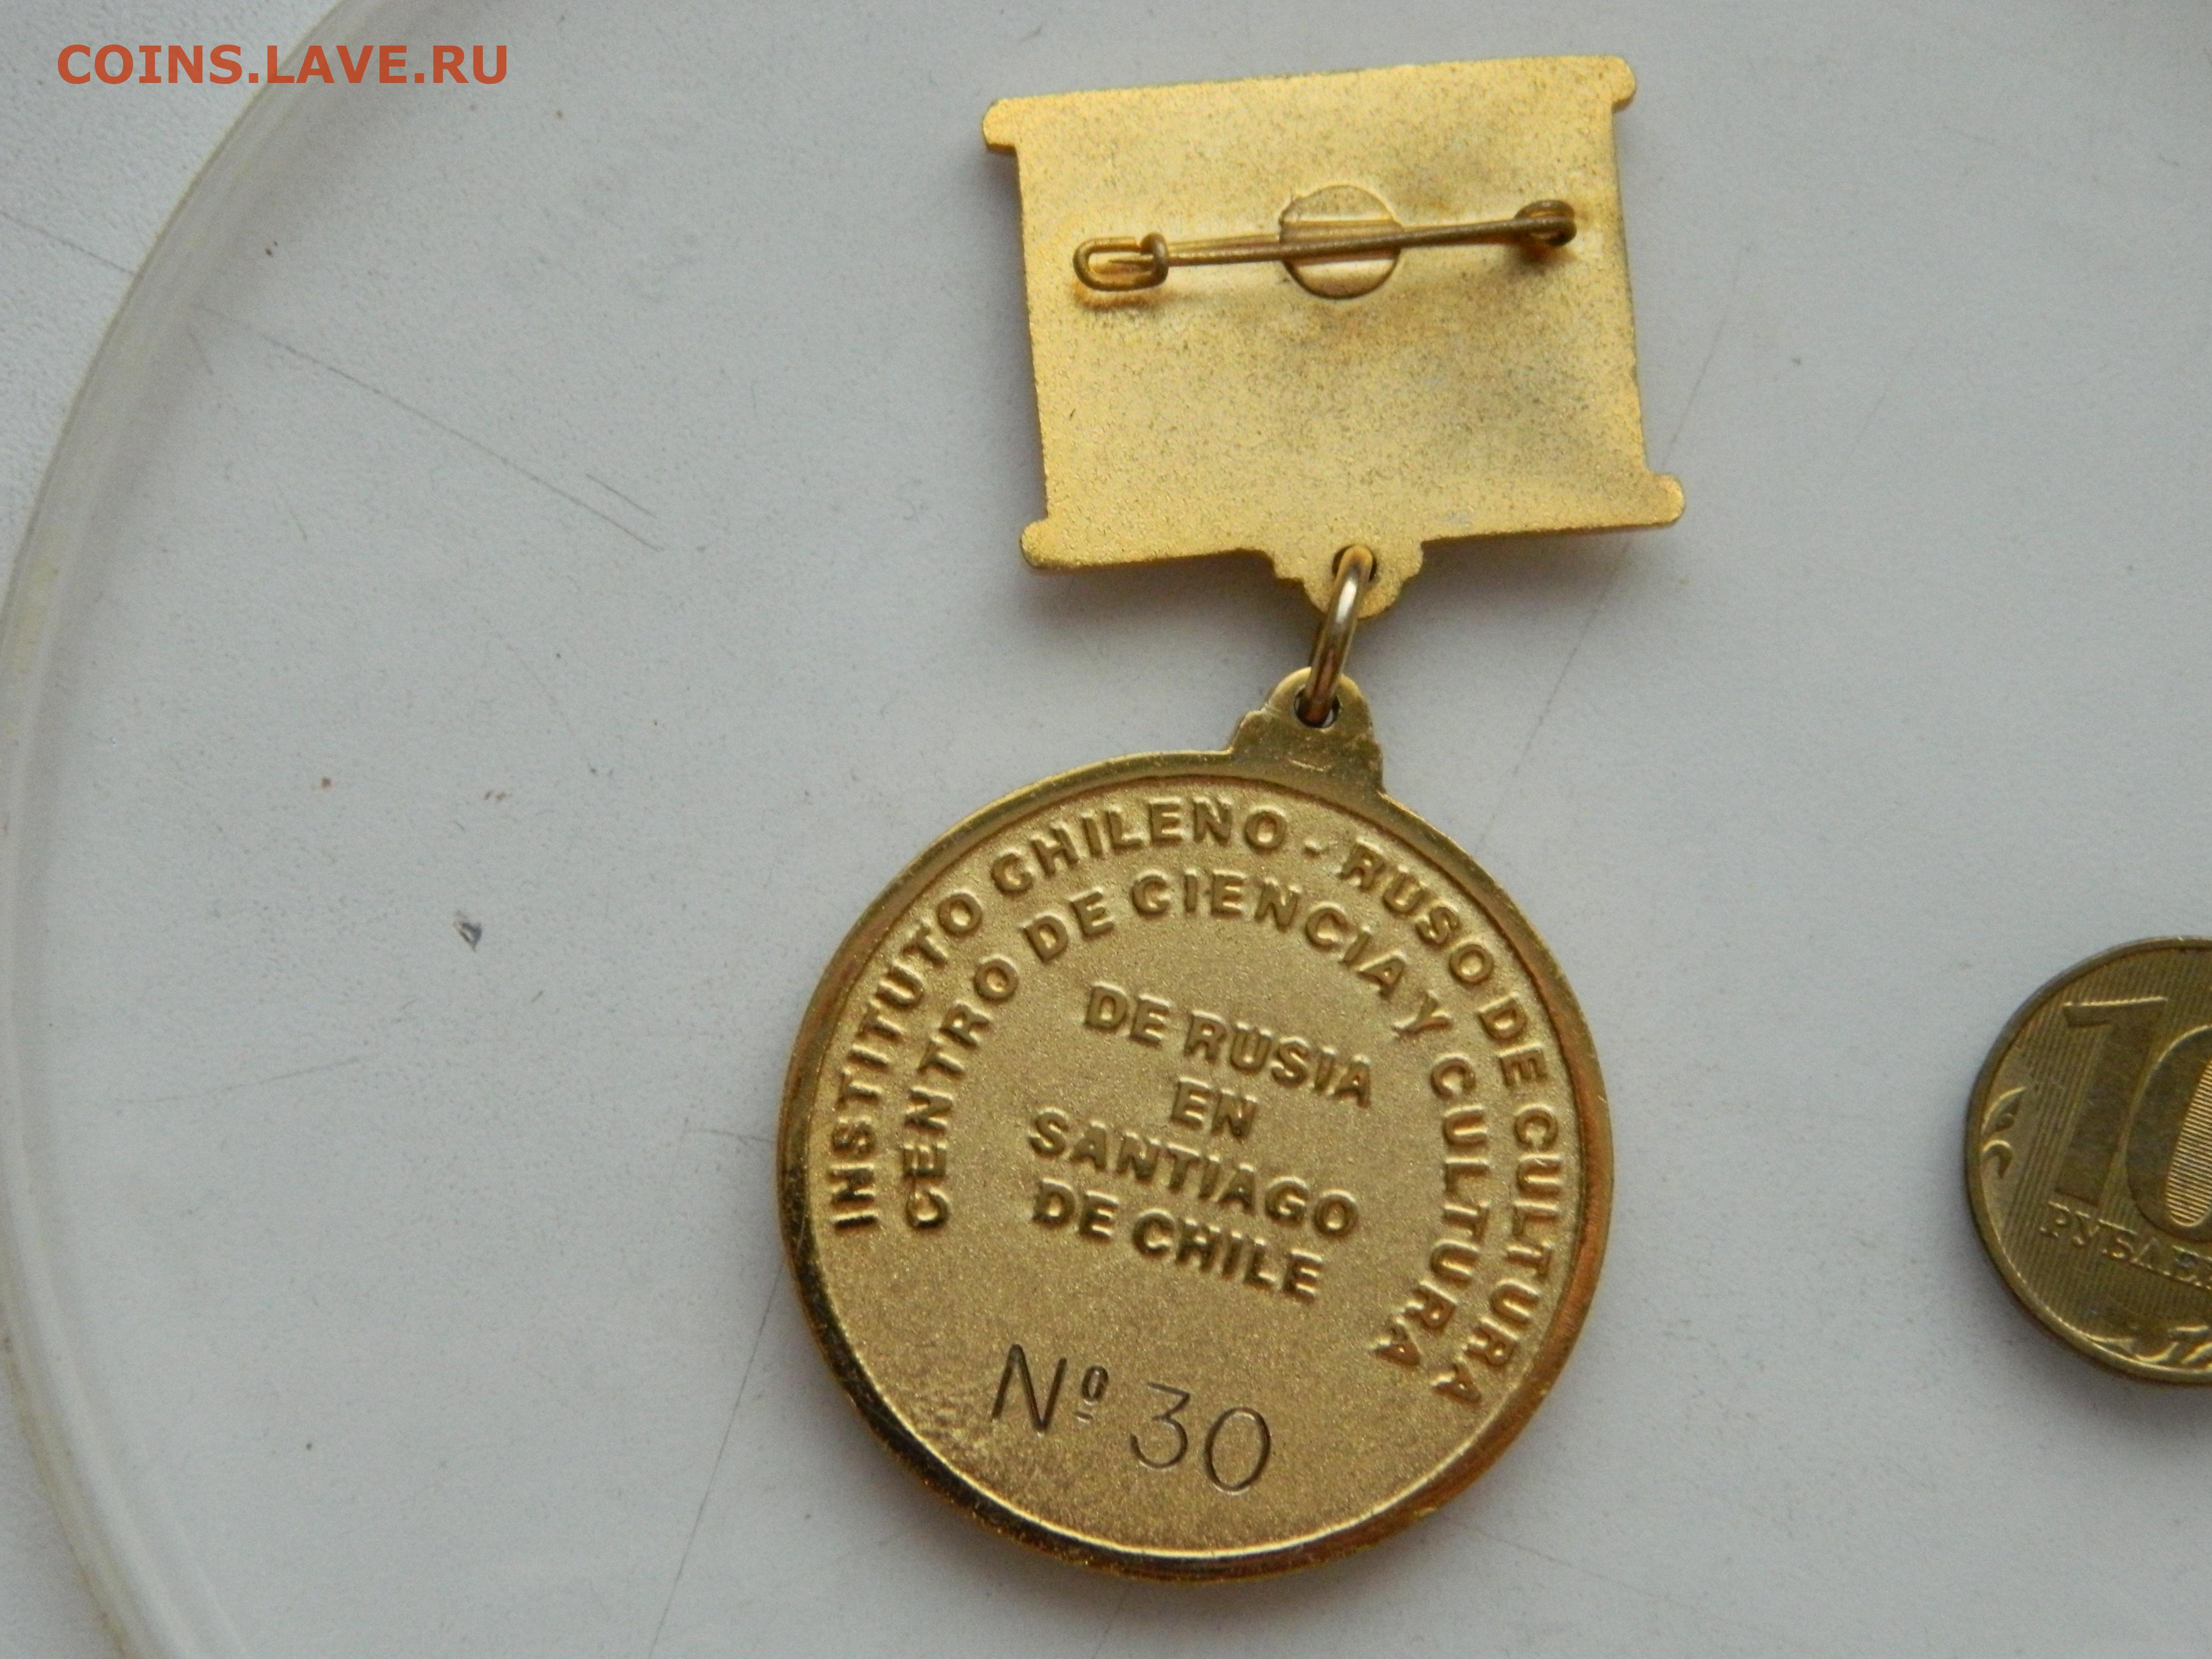 COINS.LAVE.RU
INSTITUTO CHILENO - RUSO DE CULTURA
CENTRO DE CIENCIA Y CULTURA
DE RUSIA
EN
SANTIAGO
DE CHILE
Nº 30
10